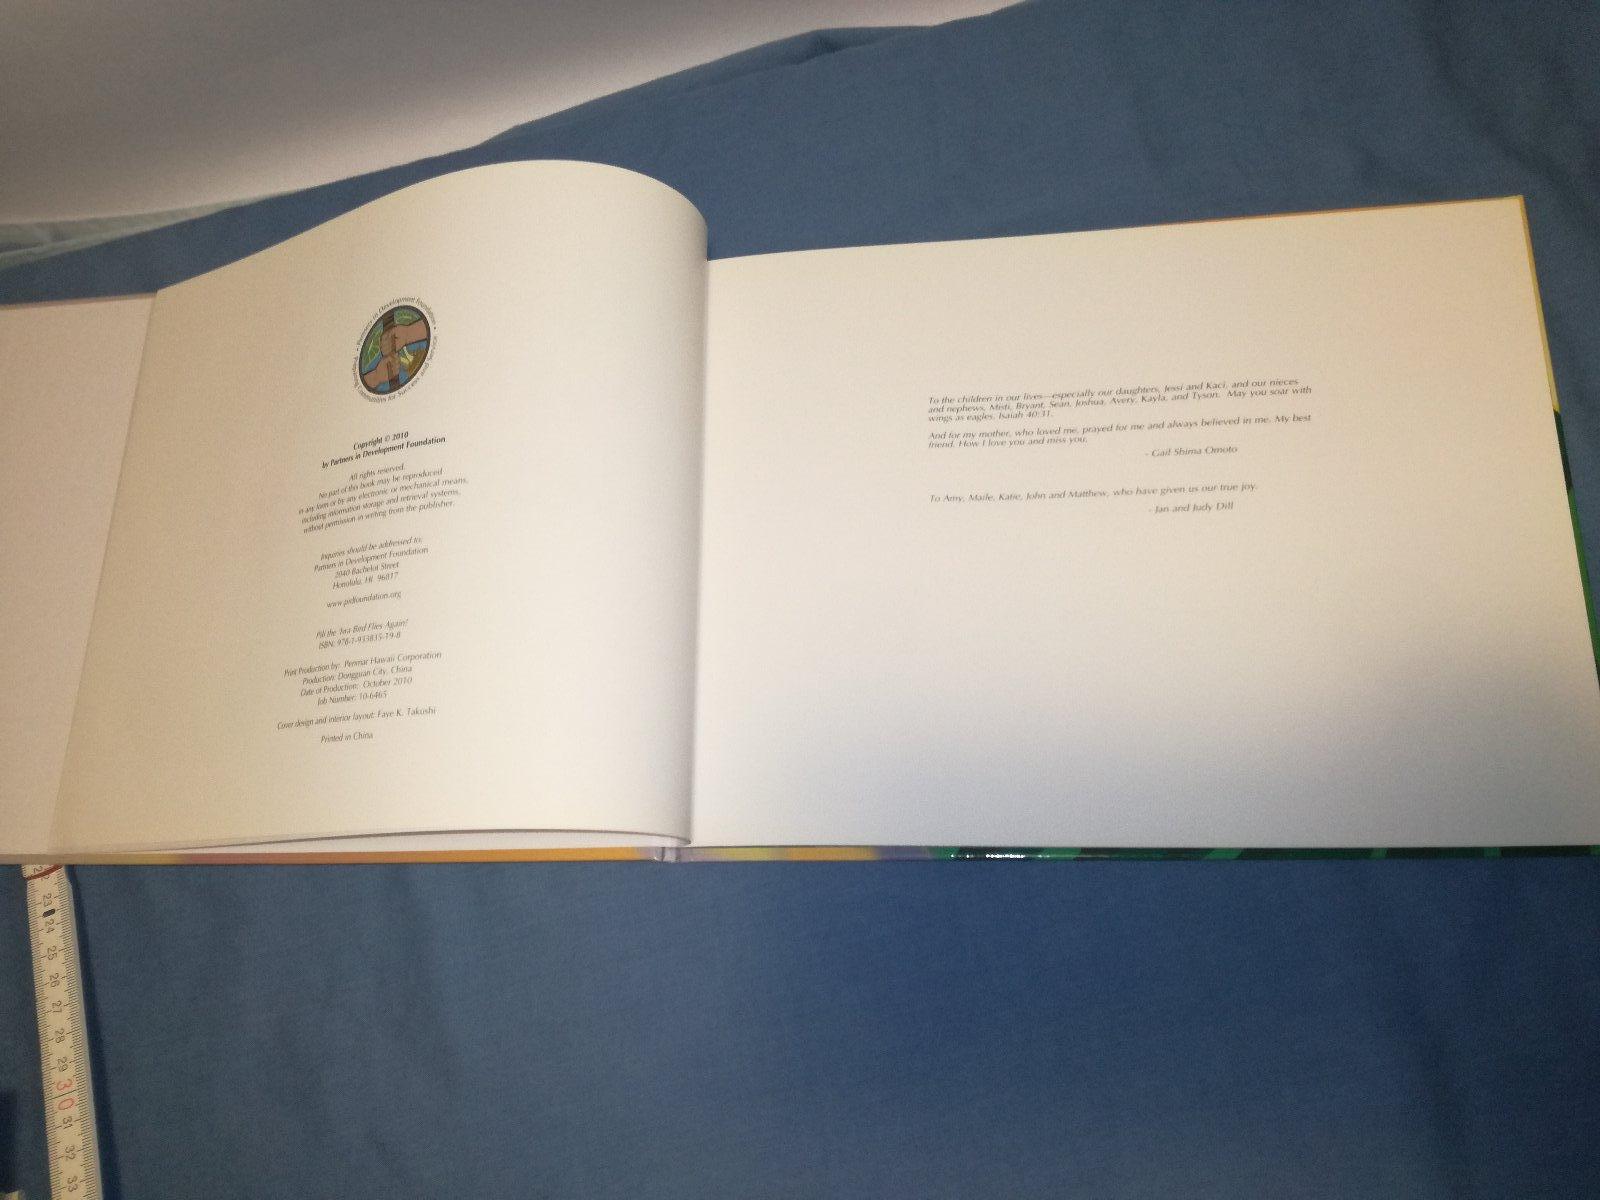 • Partners in Development Foundation •
Preparing Communities for Success and Service
Copyright © 2010
by Partners in Development Foundation
All rights reserved.
No part of this book may be reproduced
in any form or by any electronic or mechanical means,
including information storage and retrieval systems,
without permission in writing from the publisher.
Inquiries should be addressed to:
Partners in Development Foundation
2040 Bachelot Street
Honolulu, HI 96817
www.pidfoundation.org
Pili the ʻIwa Bird Flies Again!
ISBN: 978-1-933835-19-8
Print Production by: Penmar Hawaii Corporation
Production: Dongguan City, China
Date of Production: October 2010
Job Number: 10-6465
Cover design and interior layout: Faye K. Takushi
Printed in China
To the children in our lives—especially our daughters, Jessi and Kaci, and our nieces
and nephews, Misti, Bryant, Sean, Joshua, Avery, Kayla, and Tyson. May you soar with
wings as eagles. Isaiah 40:31.
And for my mother, who loved me, prayed for me and always believed in me. My best
friend. How I love you and miss you.
- Gail Shima Omoto
To Amy, Maile, Katie, John and Matthew, who have given us our true joy.
- Jan and Judy Dill
22
23
24
25
26
27
28
29
30
31
32
33